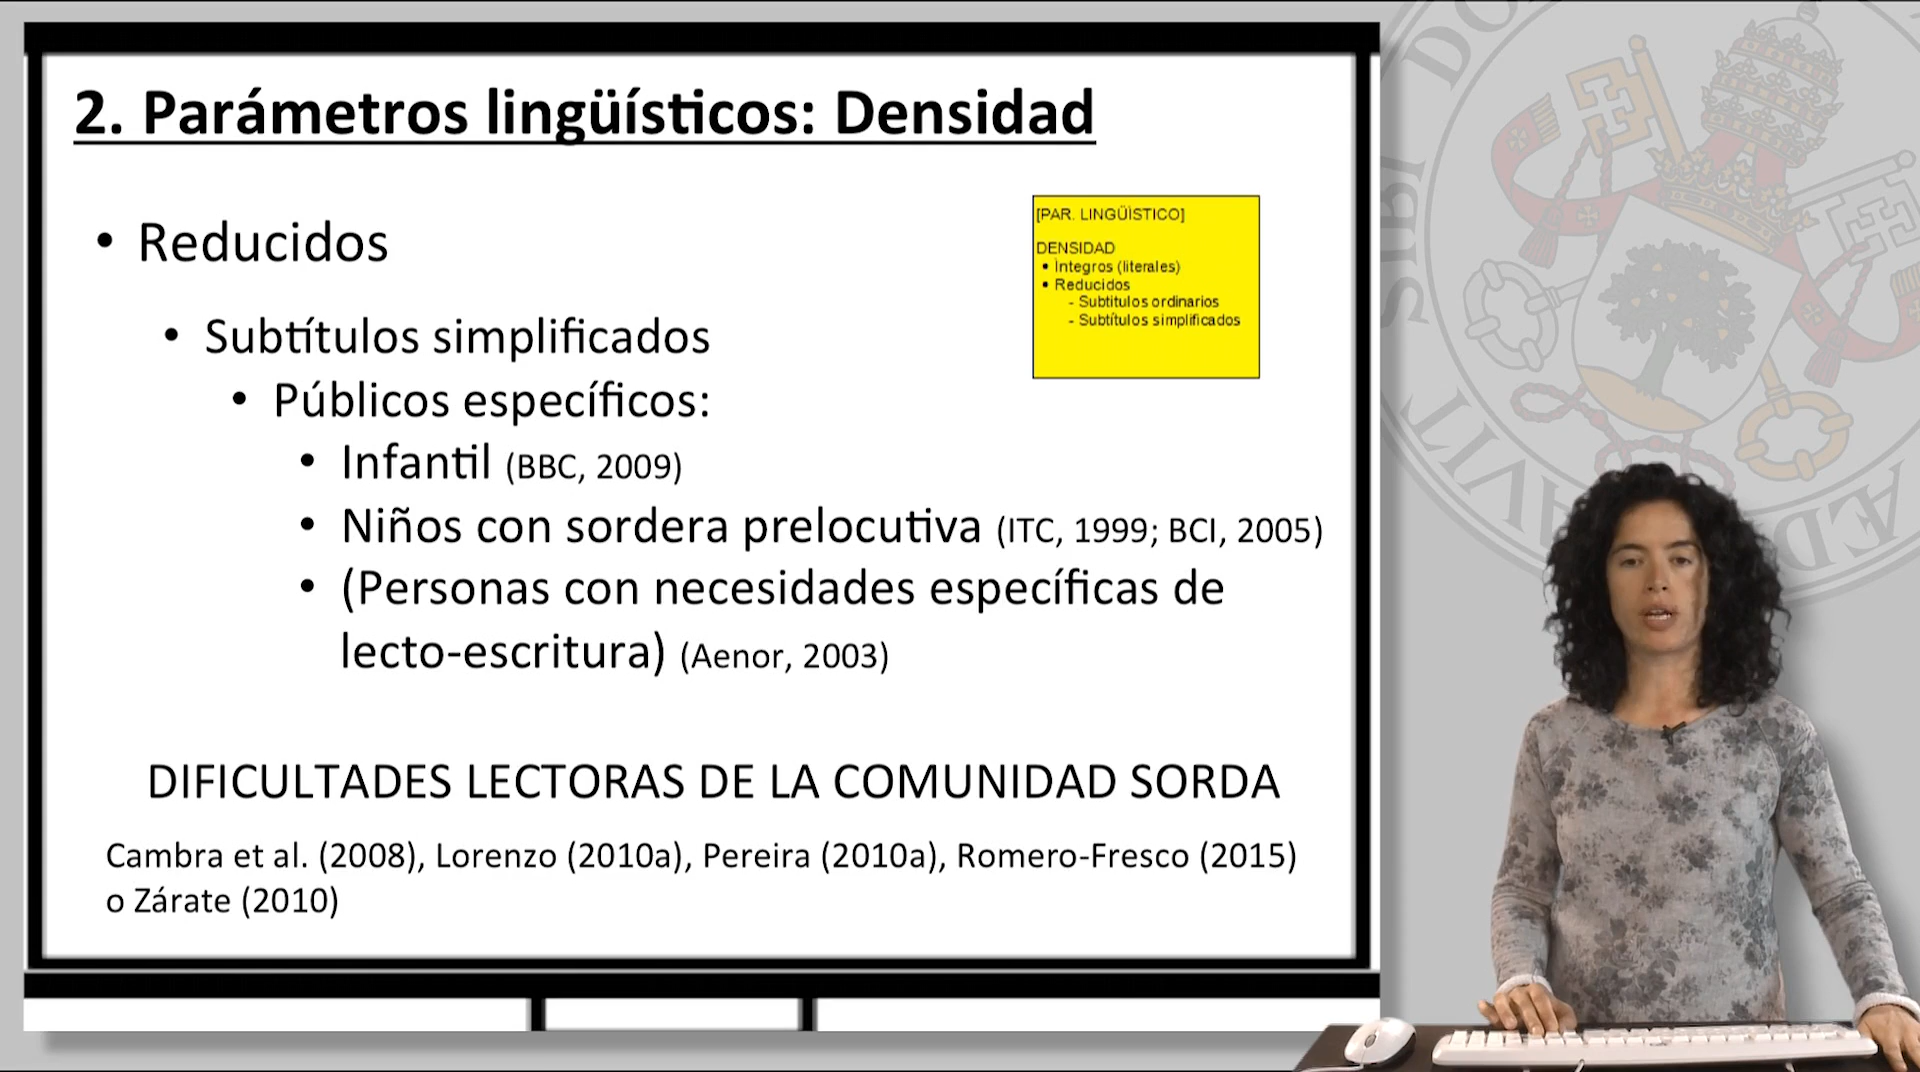 2. Parámetros lingüísticos: Densidad
• Reducidos
• Subtítulos simplificados
• Públicos específicos:
• Infantil (BBC, 2009)
• Niños con sordera prelocutiva (ITC, 1999; BCI, 2005)
• (Personas con necesidades específicas de
lecto-escritura) (Aenor, 2003)
DIFICULTADES LECTORAS DE LA COMUNIDAD SORDA
Cambra et al. (2008), Lorenzo (2010a), Pereira (2010a), Romero-Fresco (2015)
o Zárate (2010)
[PAR. LINGÜÍSTICO]
DENSIDAD
• Íntegros (literales)
• Reducidos
- Subtítulos ordinarios
- Subtítulos simplificados
SIBI